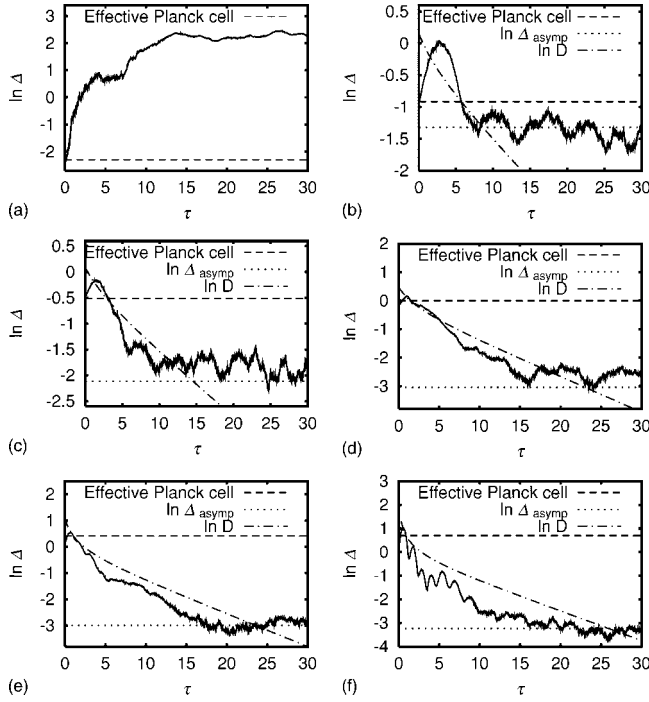 3
2
1
0
-1
-2
ln Δ
Effective Planck cell
0 5 10 15 20 25 30
(a)
τ
0.5
0
-0.5
-1
-1.5
-2
ln Δ
Effective Planck cell
ln Δ asymp
ln D
0 5 10 15 20 25 30
(b)
τ
0.5
0
-0.5
-1
-1.5
-2
-2.5
ln Δ
Effective Planck cell
ln Δ asymp
ln D
0 5 10 15 20 25 30
(c)
τ
2
1
0
-1
-2
-3
ln Δ
Effective Planck cell
ln Δ asymp
ln D
0 5 10 15 20 25 30
(d)
τ
2
1
0
-1
-2
-3
ln Δ
Effective Planck cell
ln Δ asymp
ln D
0 5 10 15 20 25 30
(e)
τ
3
2
1
0
-1
-2
-3
-4
ln Δ
Effective Planck cell
ln Δ asymp
ln D
0 5 10 15 20 25 30
(f)
τ